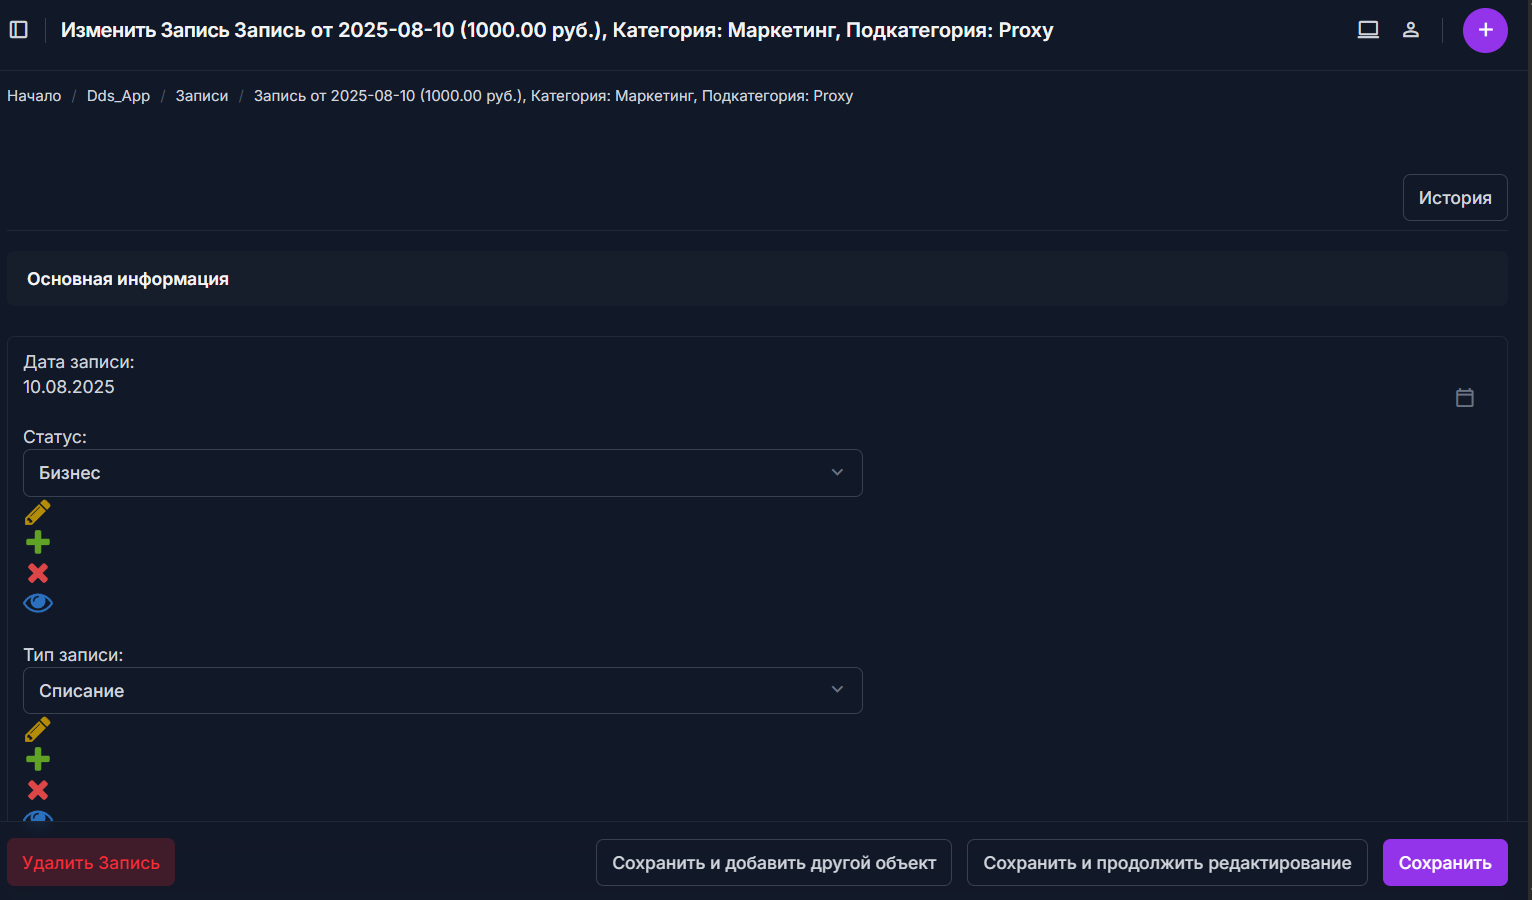 Изменить Запись Запись от 2025-08-10 (1000.00 руб.), Категория: Маркетинг, Подкатегория: Proxy
Начало / Dds_App / Записи / Запись от 2025-08-10 (1000.00 руб.), Категория: Маркетинг, Подкатегория: Proxy
История
Основная информация
Дата записи:
10.08.2025
Статус:
Бизнес
Тип записи:
Списание
Удалить Запись
Сохранить и добавить другой объект
Сохранить и продолжить редактирование
Сохранить